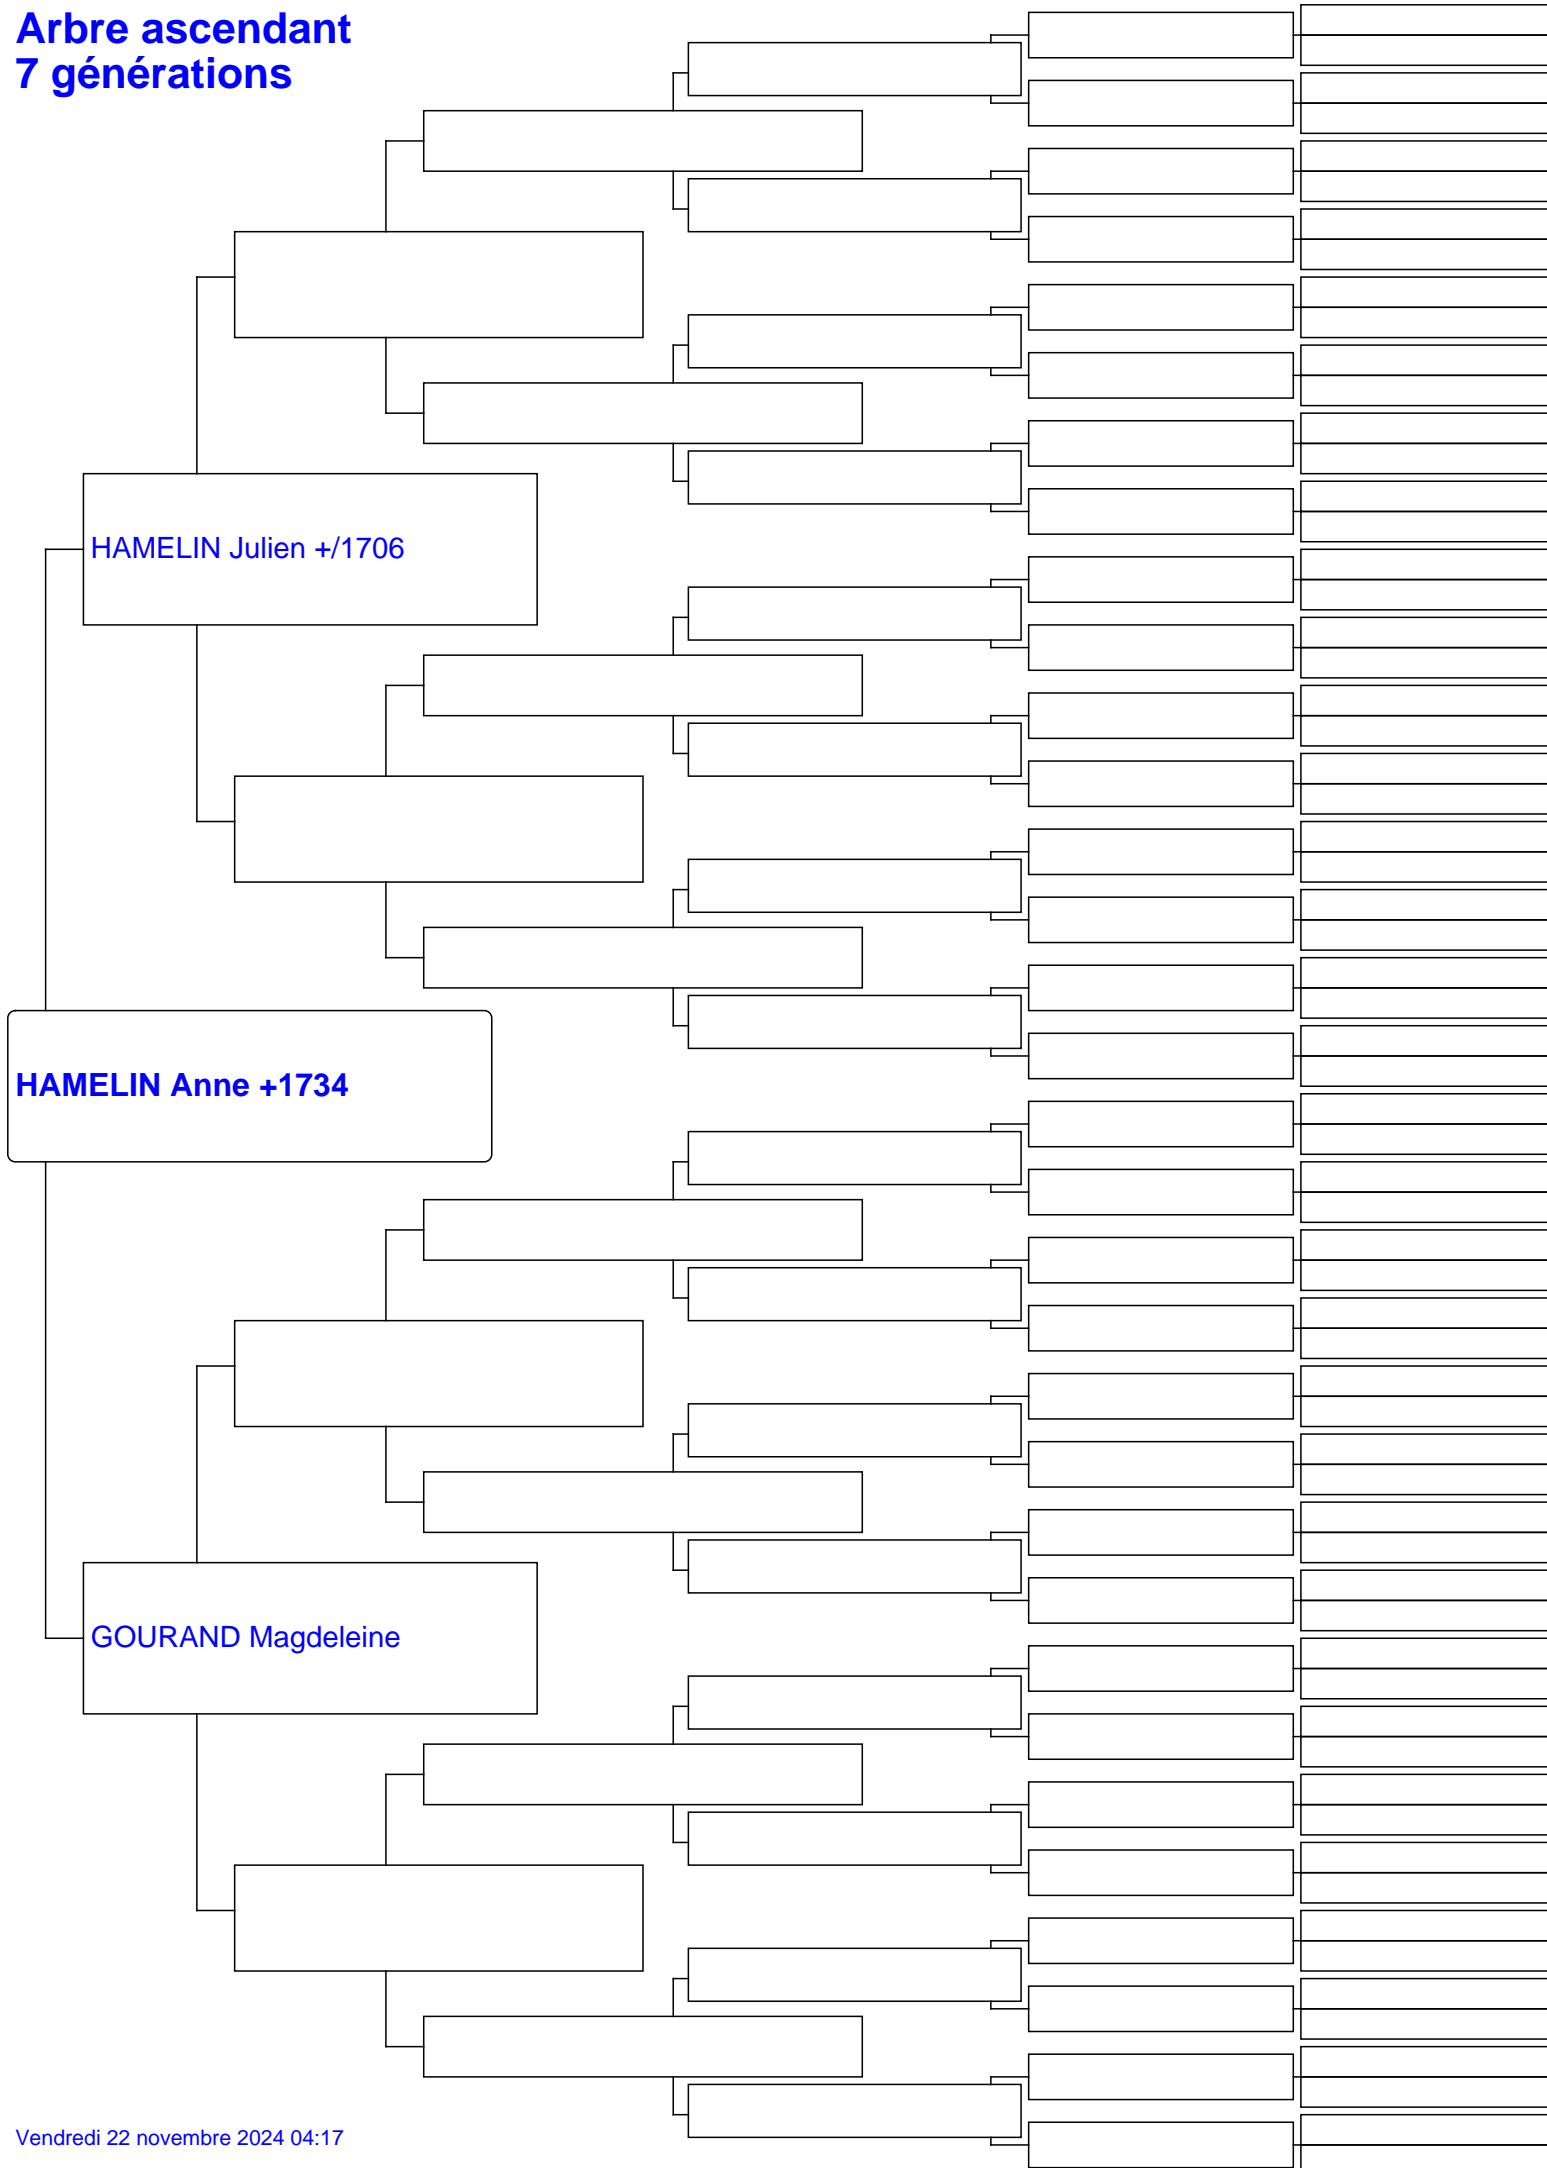 Arbre ascendant
7 générations
HAMELIN Julien +/1706
HAMELIN Anne +1734
GOURAND Magdeleine
Vendredi 22 novembre 2024 04:17